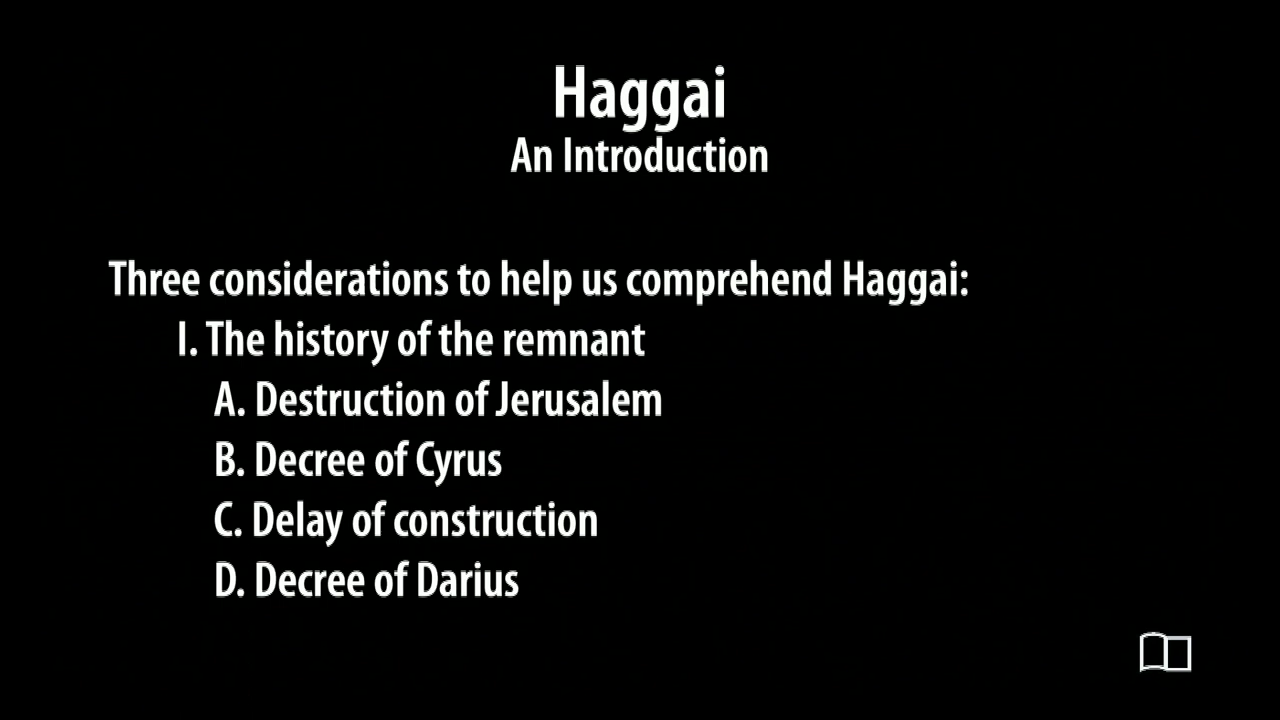 Haggai
An Introduction
Three considerations to help us comprehend Haggai:
I. The history of the remnant
A. Destruction of Jerusalem
B. Decree of Cyrus
C. Delay of construction
D. Decree of Darius